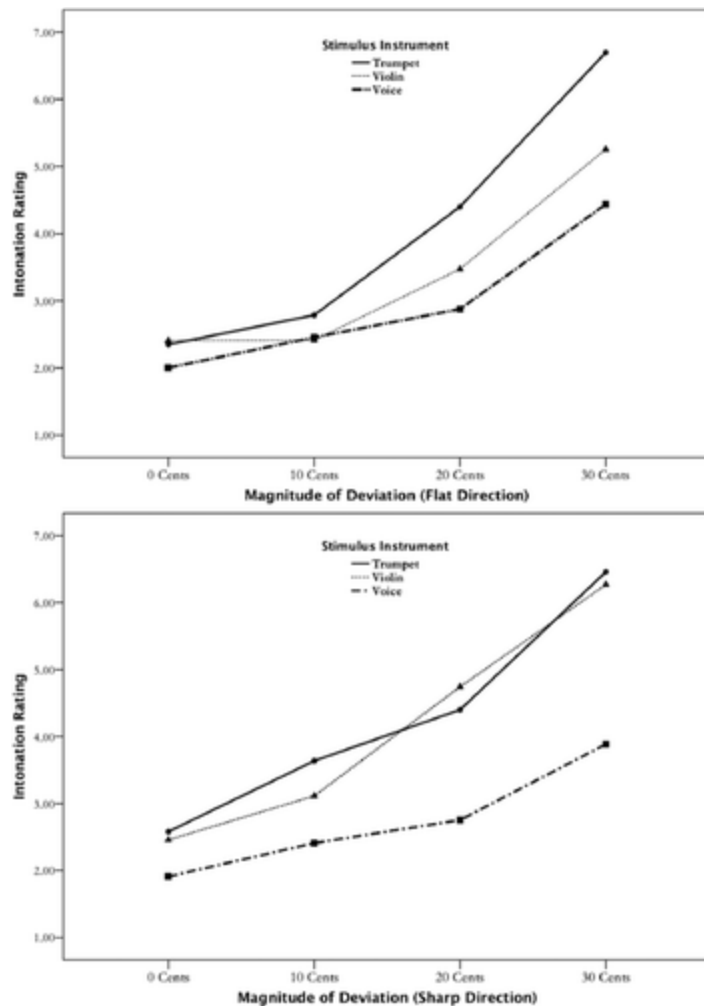 Stimulus Instrument
Trumpet
Violin
Voice
7.00
6.00
5.00
4.00
3.00
2.00
1.00
Intonation Rating
0 Cents 10 Cents 20 Cents 30 Cents
Magnitude of Deviation (Flat Direction)
Stimulus Instrument
Trumpet
Violin
Voice
7.00
6.00
5.00
4.00
3.00
2.00
1.00
Intonation Rating
0 Cents 10 Cents 20 Cents 30 Cents
Magnitude of Deviation (Sharp Direction)